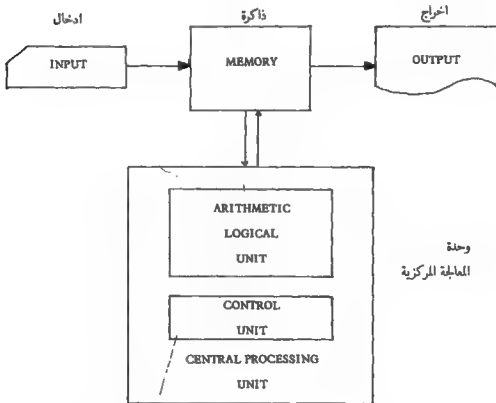 ادخال
ذاكرة
اخراج
INPUT
MEMORY
OUTPUT
ARITHMETIC
LOGICAL
UNIT
وحدة
المعالجة المركزية
CONTROL
UNIT
CENTRAL PROCESSING
UNIT